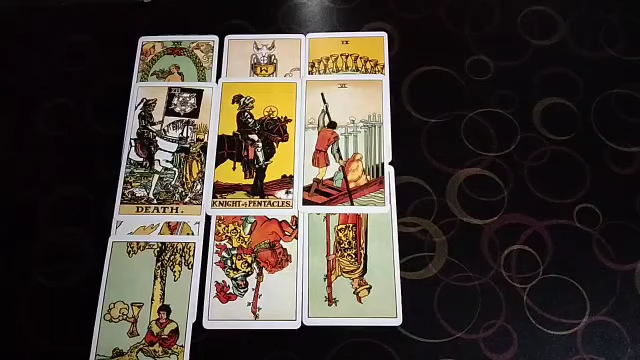 IX
VI
KNIGHT of PENTACLES.
DEATH.